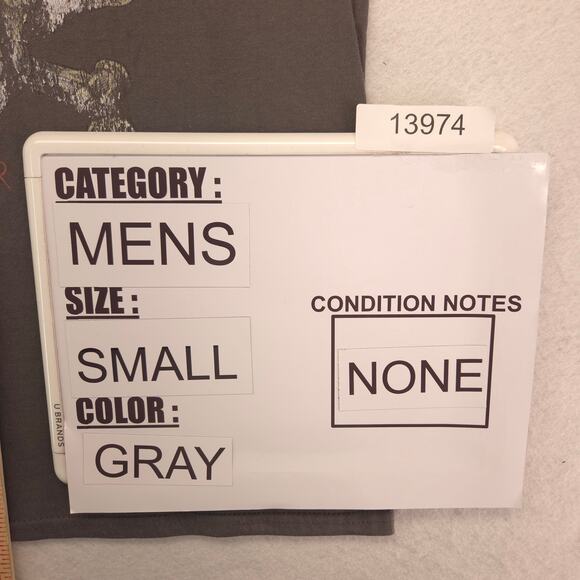 13974
CATEGORY :
MENS
SIZE :
SMALL
COLOR :
GRAY
CONDITION NOTES
NONE
U BRANDS
R